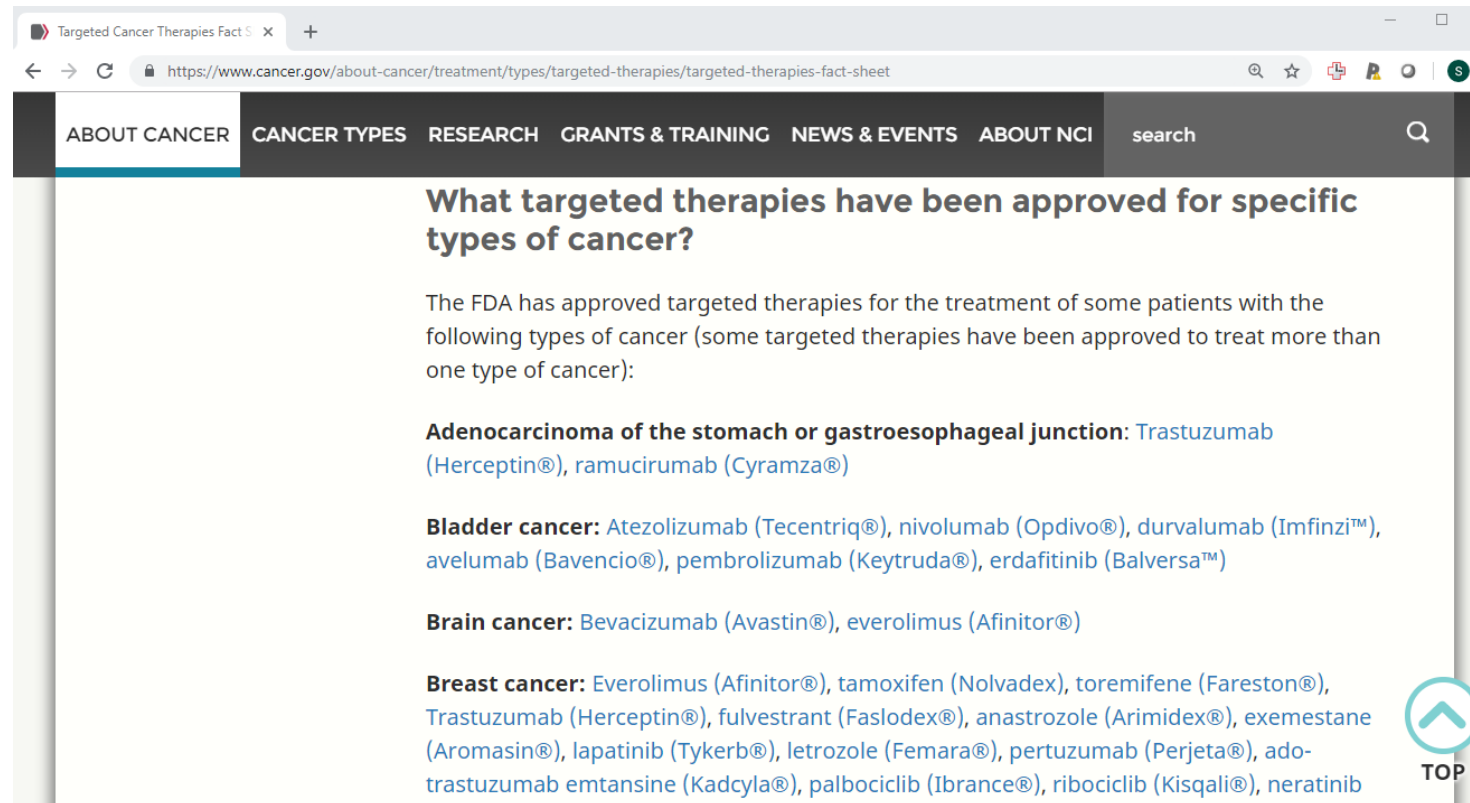 Targeted Cancer Therapies Fact S
https://www.cancer.gov/about-cancer/treatment/types/targeted-therapies/targeted-therapies-fact-sheet
S
ABOUT CANCER CANCER TYPES RESEARCH GRANTS & TRAINING NEWS & EVENTS ABOUT NCI search
What targeted therapies have been approved for specific
types of cancer?
The FDA has approved targeted therapies for the treatment of some patients with the
following types of cancer (some targeted therapies have been approved to treat more than
one type of cancer):
Adenocarcinoma of the stomach or gastroesophageal junction: Trastuzumab
(Herceptin®), ramucirumab (Cyramza®)
Bladder cancer: Atezolizumab (Tecentriq®), nivolumab (Opdivo®), durvalumab (Imfinzi™),
avelumab (Bavencio®), pembrolizumab (Keytruda®), erdafitinib (Balversa™)
Brain cancer: Bevacizumab (Avastin®), everolimus (Afinitor®)
Breast cancer: Everolimus (Afinitor®), tamoxifen (Nolvadex), toremifene (Fareston®),
Trastuzumab (Herceptin®), fulvestrant (Faslodex®), anastrozole (Arimidex®), exemestane
(Aromasin®), lapatinib (Tykerb®), letrozole (Femara®), pertuzumab (Perjeta®), ado-
trastuzumab emtansine (Kadcyla®), palbociclib (Ibrance®), ribociclib (Kisqali®), neratinib
TOP